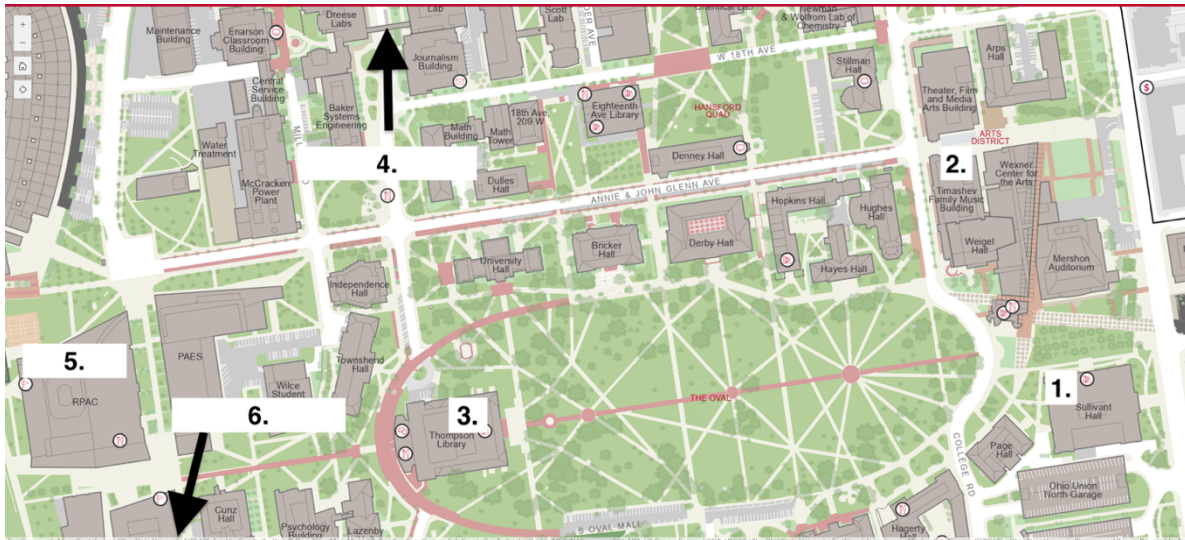 Dreese
Labs
Lab
Scott
Lab
DER AVE
Chemical Lab
Newman
& Wolfrom Lab of
Chemistry
Maintenance
Building
Enarson
Classroom
Building
Journalism
Building
W 18TH AVE
Stillman
Hall
Arps
Hall
Theater, Film
and Media
Arts Building
Central
Service
Building
Baker
Systems
Engineering
MILL
Eighteenth
Ave Library
HANSFORD
QUAD
$
18th Ave,
209 W
Math
Building
Math
Tower
Water
Treatment
4.
Denney Hall
ARTS
DISTRICT
2.
Wexner
Center for
the Arts
McCracken
Power
Plant
Dulles
Hall
ANNIE & JOHN GLENN AVE
Timashev
Family Music
Building
Hopkins Hall
Hughes
Hall
Derby Hall
Bricker
Hall
University
Hall
Weigel Hall
Hayes Hall
Mershon
Auditorium
Independence
Hall
5.
PAES
Townshend
Hall
Wilce
Student
RPAC
6.
3.
Thompson
Library
THE OVAL
1.
Sullivant
Hall
COLLEGE RD
Page
Hall
Ohio Union
North Garage
Cunz
Hall
Psychology
Building
Lazenby
S OVAL MALL
Hagerty
Hall